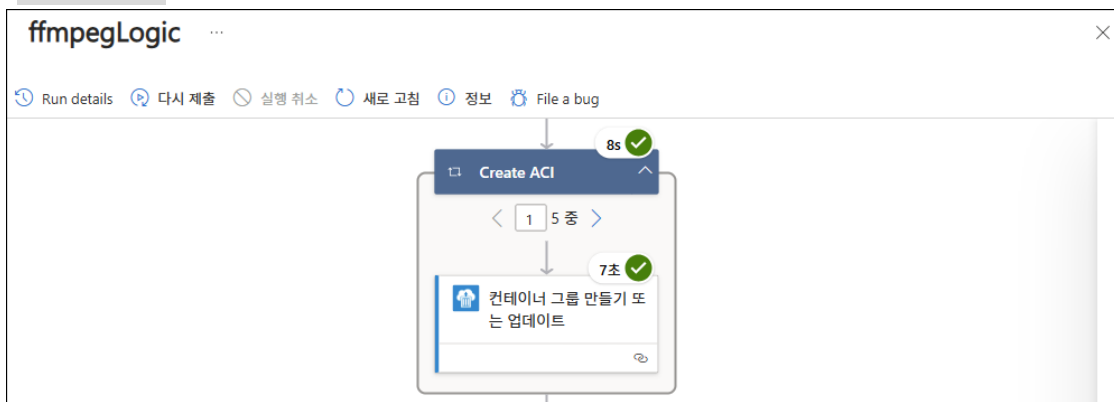 ffmpegLogic ...
Run details 다시 제출 실행 취소 새로 고침 정보 File a bug
8s
Create ACI
1 5 중
7초
컨테이너 그룹 만들기 또
는 업데이트